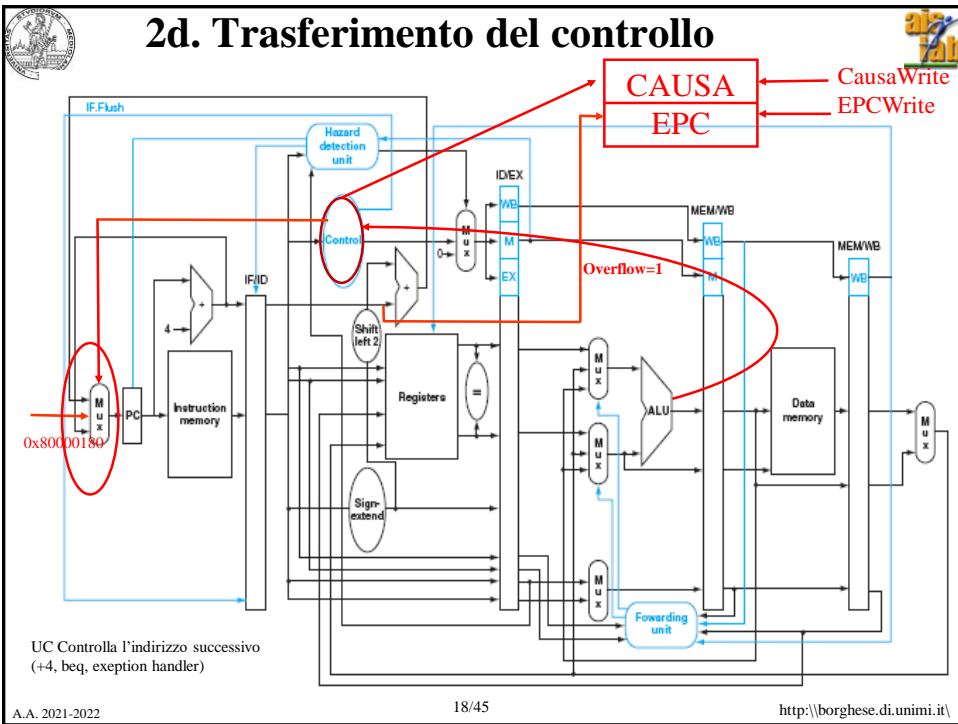 2d. Trasferimento del controllo
CAUSA
EPC
CausaWrite
EPCWrite
IF.Flush
Hazard
detection
unit
ID/EX
WB
M
EX
Control
M
u
x
0
MEM/WB
WB
M
MEM/WB
WB
Overflow=1
IF/ID
+
4
+
Shift
left 2
M
u
x
PC
Instruction
memory
Registers
=
M
u
x
M
u
x
ALU
Data
memory
M
u
x
0x80000180
Sign-
extend
M
u
x
Fowarding
unit
UC Controlla l'indirizzo successivo
(+4, beq, exeption handler)
A.A. 2021-2022
18/45
http:\\borghese.di.unimi.it\